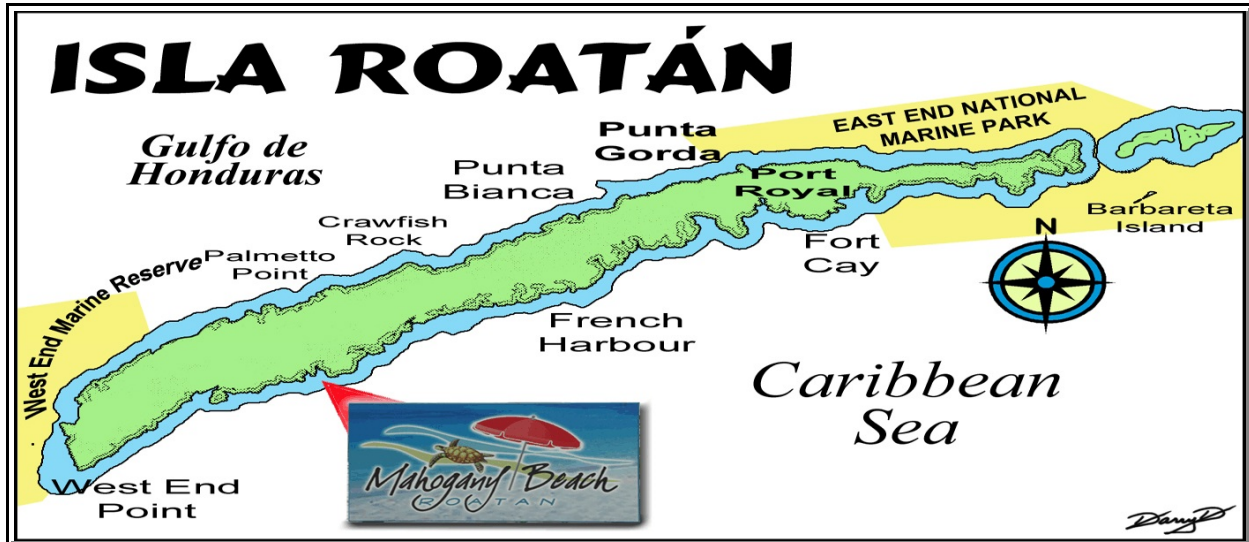 ISLA ROATÁN
Gulfo de
Honduras
Punta
Bianca
Punta
Gorda
EAST END NATIONAL
MARINE PARK
Port
Royal
Crawfish
Rock
Palmetto
Point
West End Marine Reserve
Barbareta
Island
N
Fort
Cay
French
Harbour
Caribbean
Sea
Mahogany Beach
ROATAN
West End
Point
DarryD